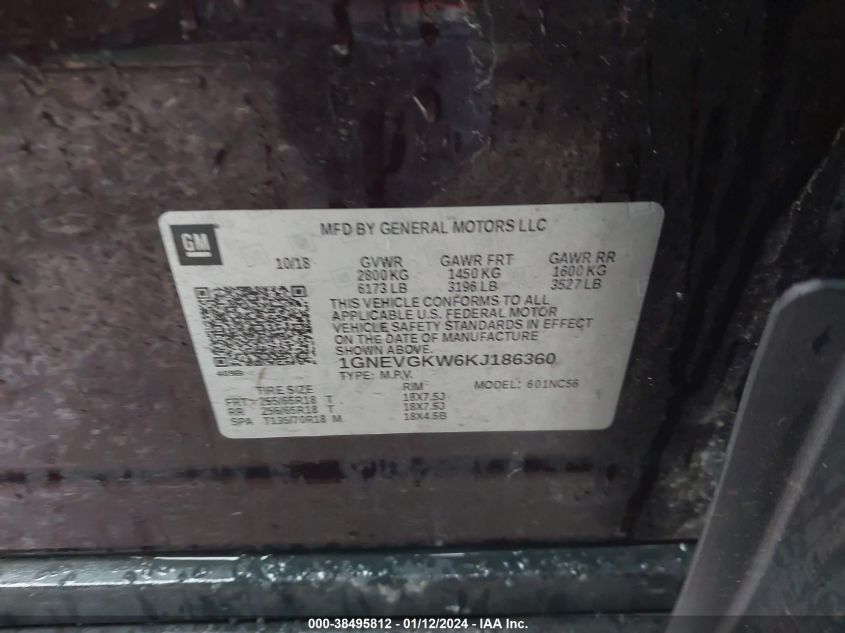 MFD BY GENERAL MOTORS LLC
GM
10/18 GVWR GAWR FRT GAWR RR
2800 KG 1450 KG 1600 KG
6173 LB 3196 LB 3527 LB
THIS VEHICLE CONFORMS TO ALL
APPLICABLE U.S. FEDERAL MOTOR
VEHICLE SAFETY STANDARDS IN EFFECT
ON THE DATE OF MANUFACTURE
SHOWN ABOVE.
1GNEVGKW6KJ186360
TYPE: M.P.V. MODEL: 601NC56
TIRE SIZE RIM
FRT 255/65R18 T 18X7.5J
RR 255/65R18 T 18X7.5J
SPA T135/70R18 M 18X4.5B
000-38495812 - 01/12/2024 - IAA Inc.